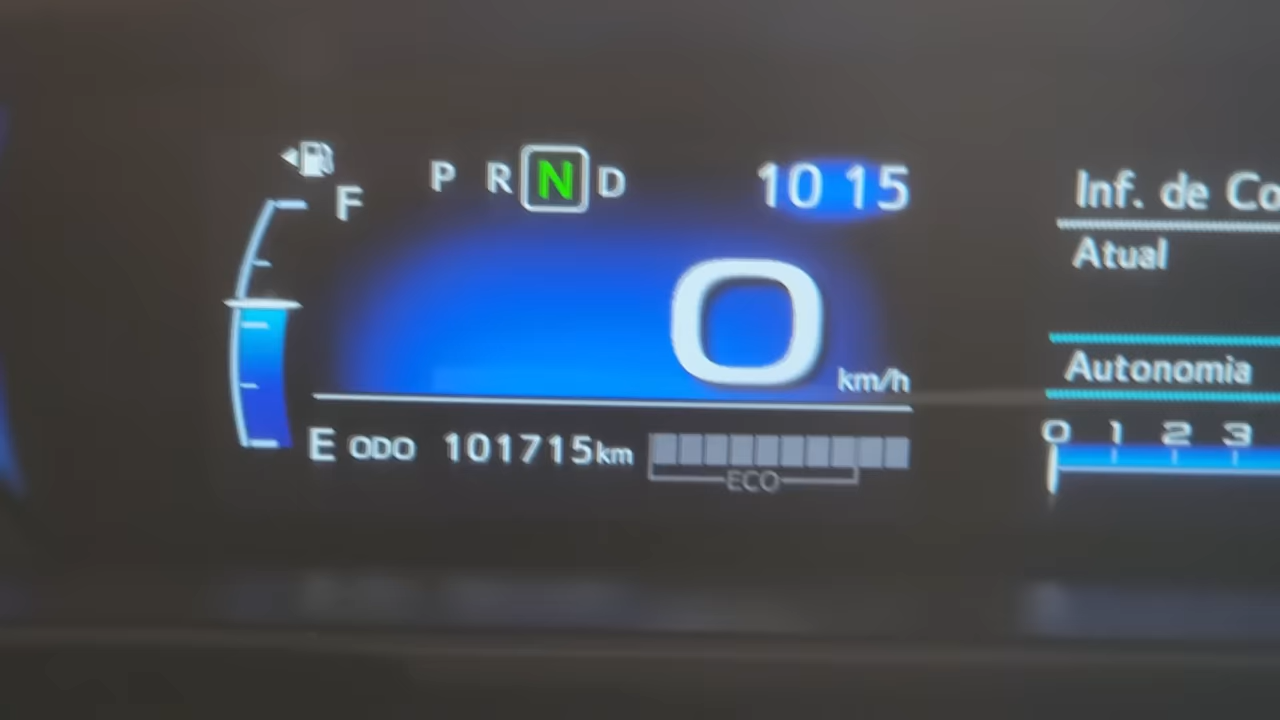 F
P R N D
10 15
0 km/h
E ODO 101715km
ECO
Inf. de Co
Atual
Autonomia
0 1 2 3